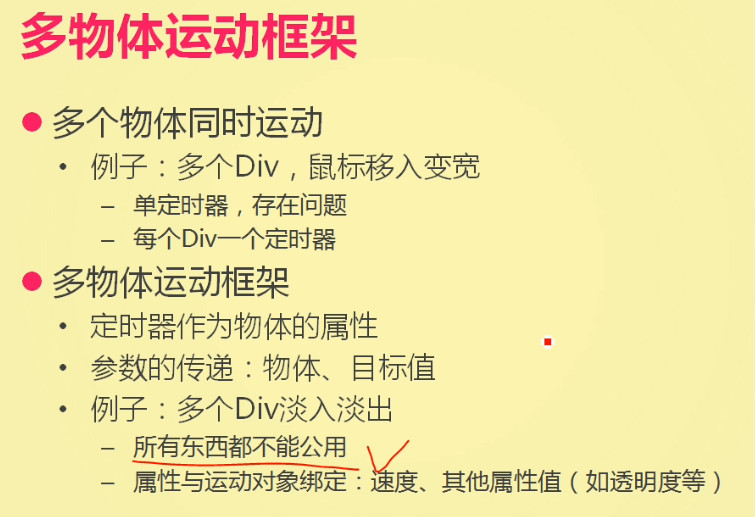 多物体运动框架
● 多个物体同时运动
• 例子：多个Div，鼠标移入变宽
– 单定时器，存在问题
– 每个Div一个定时器
● 多物体运动框架
• 定时器作为物体的属性
• 参数的传递：物体、目标值
• 例子：多个Div淡入淡出
– 所有东西都不能公用
– 属性与运动对象绑定：速度、其他属性值（如透明度等）